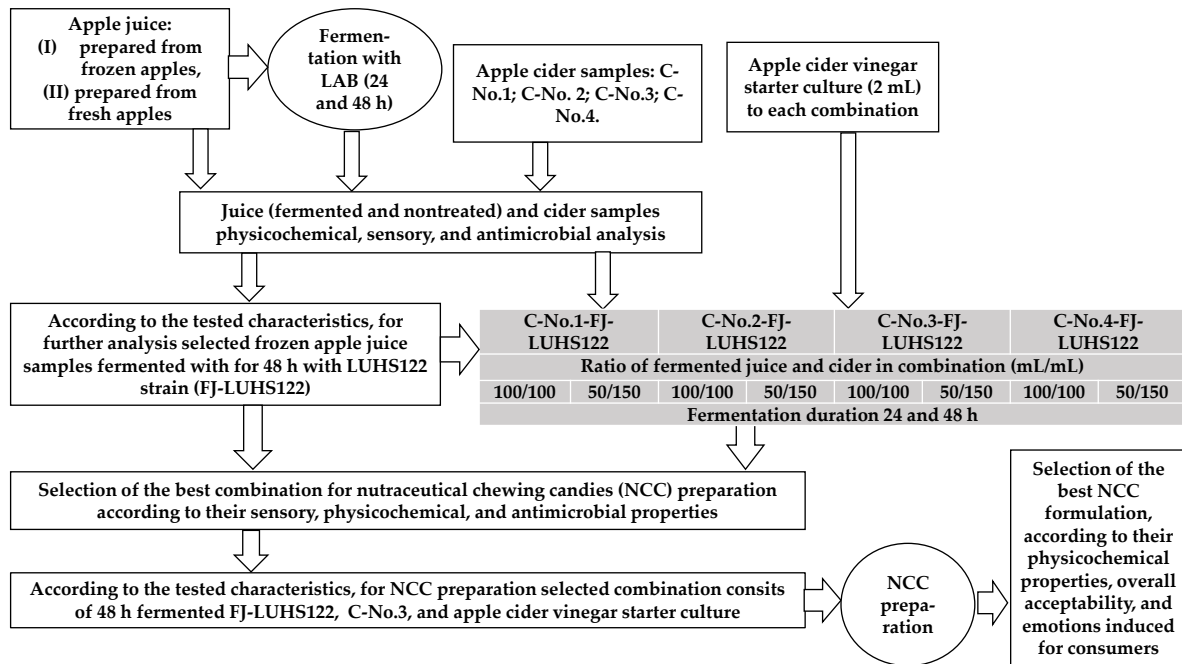 Apple juice:
(I) prepared from
frozen apples,
(II) prepared from
fresh apples
Fermen-
tation with
LAB (24
and 48 h)
Apple cider samples: C-
No.1; C-No. 2; C-No.3; C-
No.4.
Apple cider vinegar
starter culture (2 mL)
to each combination
Juice (fermented and nontreated) and cider samples
physicochemical, sensory, and antimicrobial analysis
According to the tested characteristics, for
further analysis selected frozen apple juice
samples fermented with for 48 h with LUHS122
strain (FJ-LUHS122)
C-No.1-FJ-
LUHS122
C-No.2-FJ-
LUHS122
C-No.3-FJ-
LUHS122
C-No.4-FJ-
LUHS122
Ratio of fermented juice and cider in combination (mL/mL)
100/100 50/150 100/100 50/150 100/100 50/150 100/100 50/150
Fermentation duration 24 and 48 h
Selection of the best combination for nutraceutical chewing candies (NCC) preparation
according to their sensory, physicochemical, and antimicrobial properties
According to the tested characteristics, for NCC preparation selected combination consits
of 48 h fermented FJ-LUHS122, C-No.3, and apple cider vinegar starter culture
NCC
prepa-
ration
Selection of the
best NCC
formulation,
according to their
physicochemical
properties, overall
acceptability, and
emotions induced
for consumers